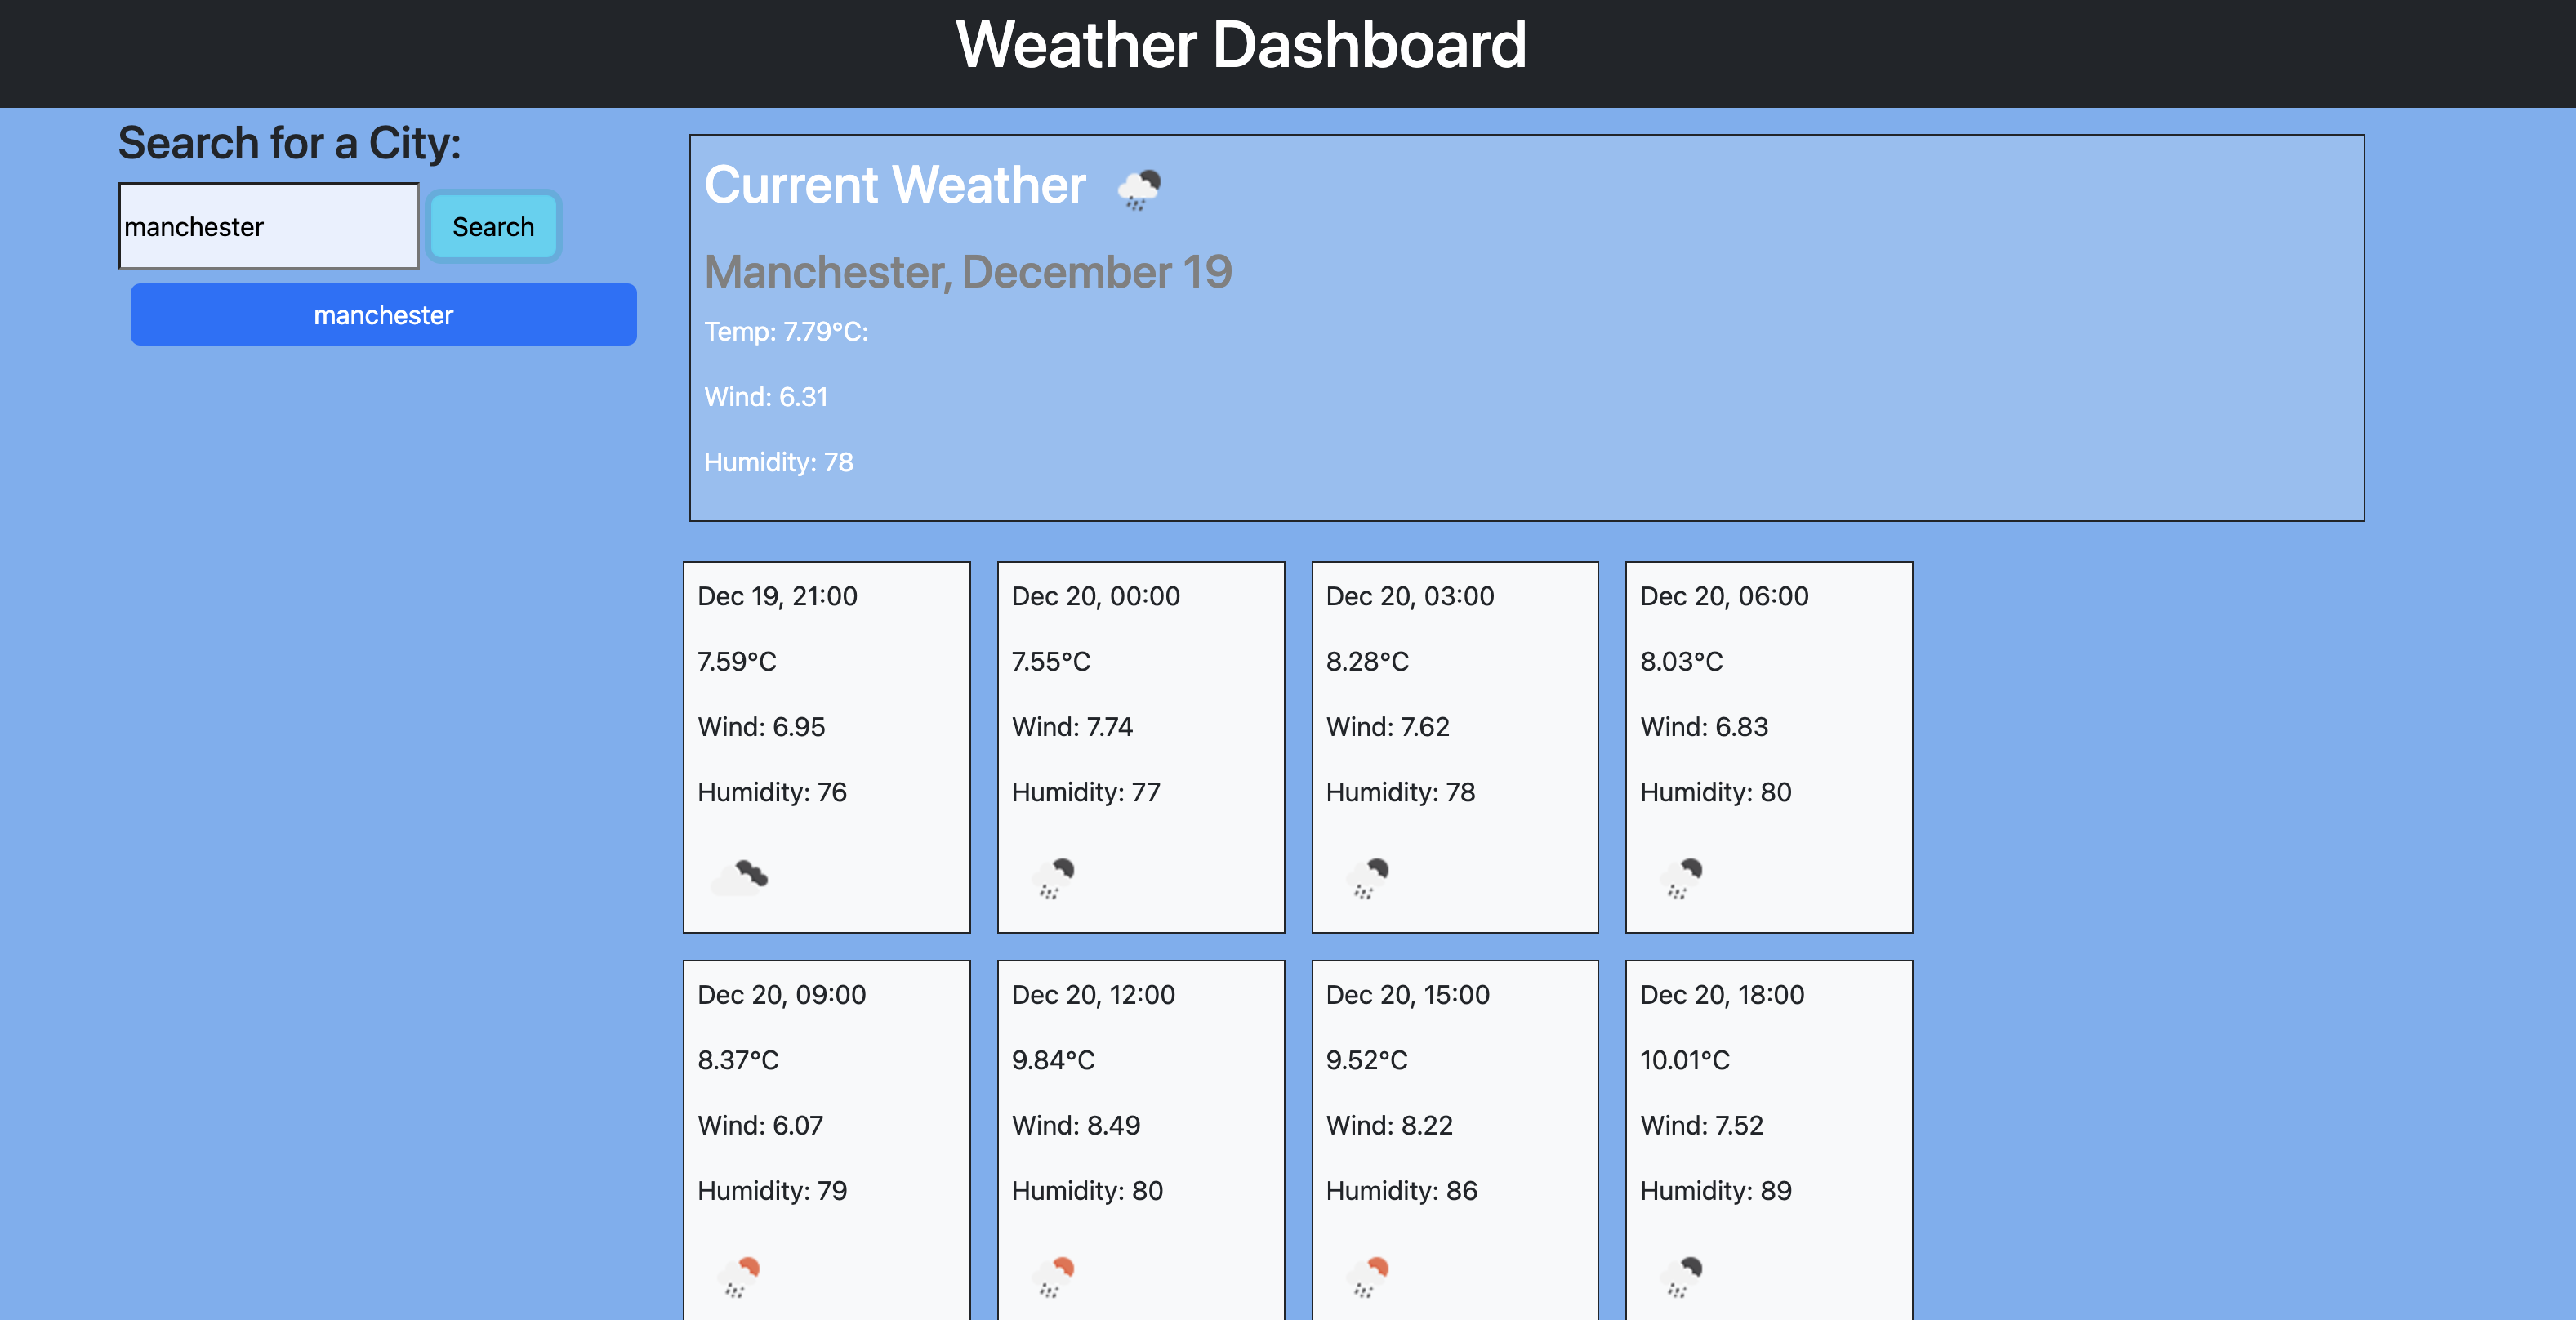 Weather Dashboard
Search for a City:
manchester
Search
manchester
Current Weather
Manchester, December 19
Temp: 7.79°C:
Wind: 6.31
Humidity: 78
Dec 19, 21:00
7.59°C
Wind: 6.95
Humidity: 76
Dec 20, 00:00
7.55°C
Wind: 7.74
Humidity: 77
Dec 20, 03:00
8.28°C
Wind: 7.62
Humidity: 78
Dec 20, 06:00
8.03°C
Wind: 6.83
Humidity: 80
Dec 20, 09:00
8.37°C
Wind: 6.07
Humidity: 79
Dec 20, 12:00
9.84°C
Wind: 8.49
Humidity: 80
Dec 20, 15:00
9.52°C
Wind: 8.22
Humidity: 86
Dec 20, 18:00
10.01°C
Wind: 7.52
Humidity: 89